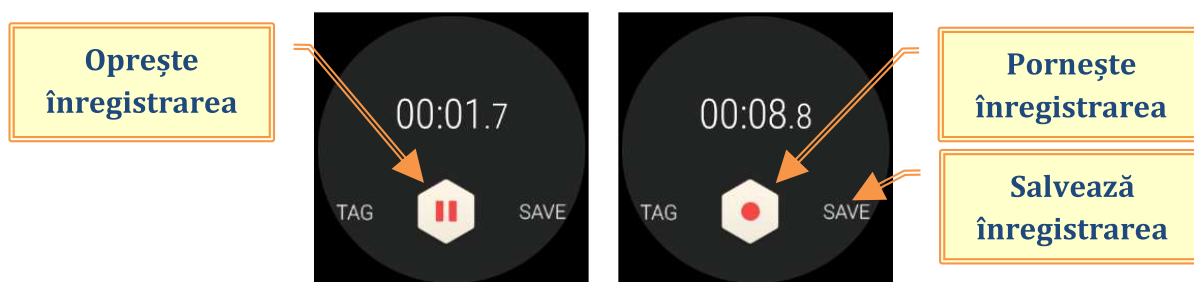 Oprește
înregistrarea
00:01.7
TAG
SAVE
00:08.8
TAG
SAVE
Pornește
înregistrarea
Salvează
înregistrarea